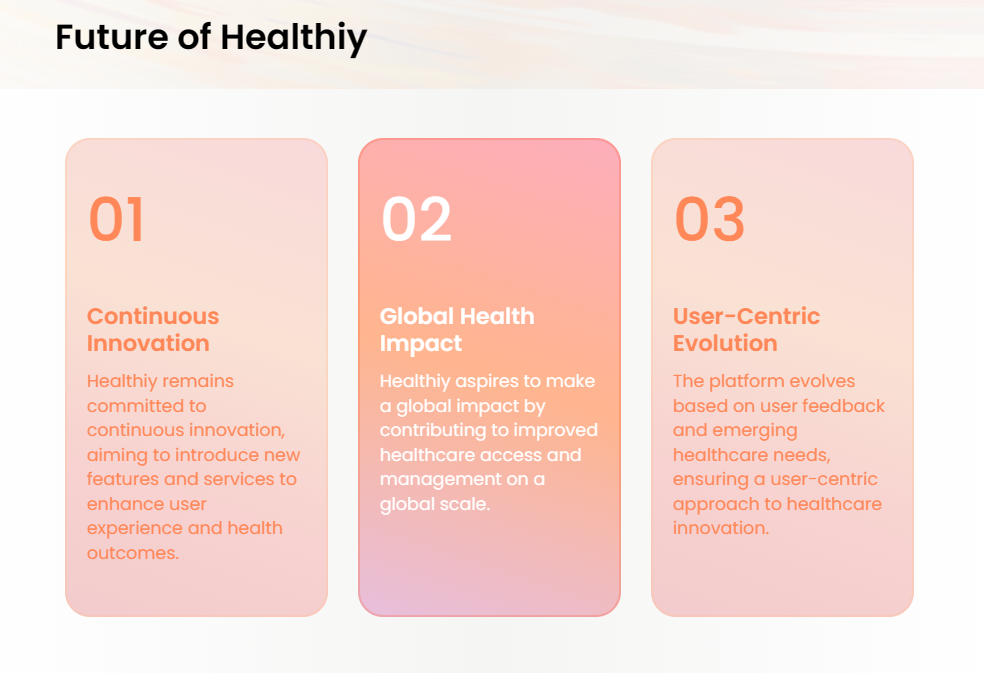 Future of Healthiy
01
Continuous
Innovation
Healthiy remains
committed to
continuous innovation,
aiming to introduce new
features and services to
enhance user
experience and health
outcomes.
02
Global Health
Impact
Healthiy aspires to make
a global impact by
contributing to improved
healthcare access and
management on a
global scale.
03
User-Centric
Evolution
The platform evolves
based on user feedback
and emerging
healthcare needs,
ensuring a user-centric
approach to healthcare
innovation.